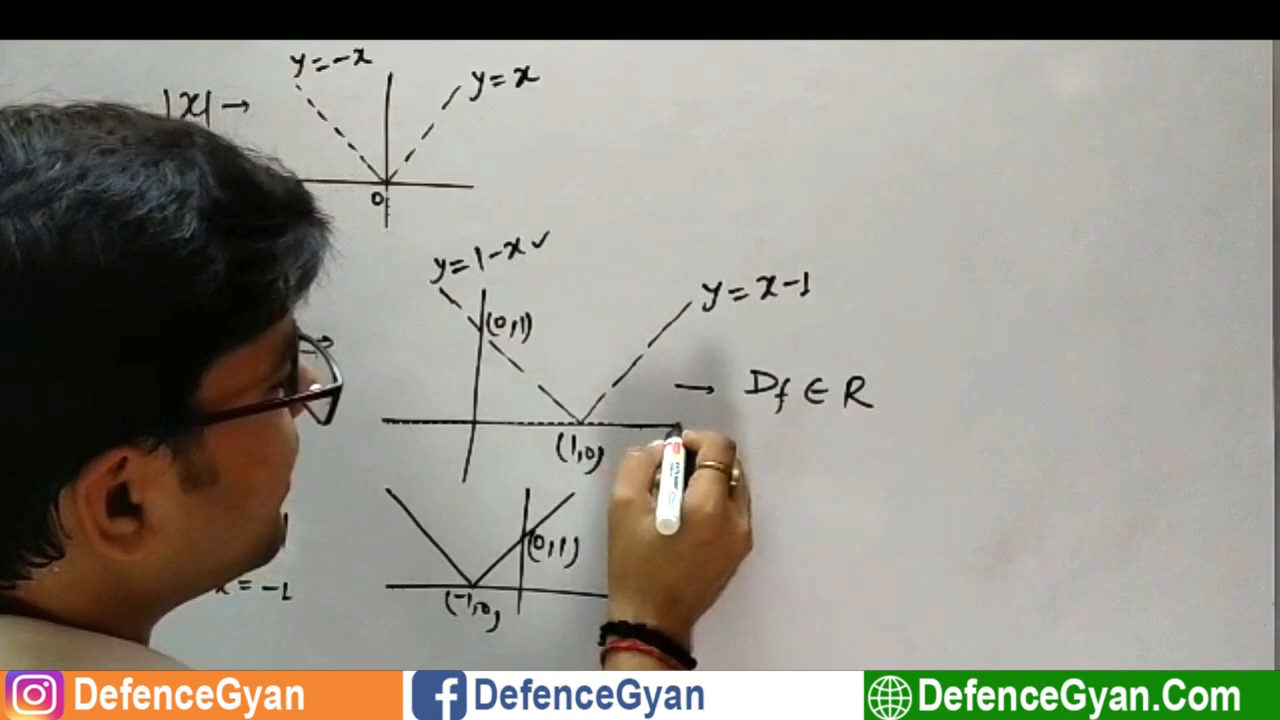 y=-x
y=x
|x| →
0
y=1-x✓
y=x-1
(0,1)
→
→ Df ∈ R
(1,0)
(0,1)
x=-1
(-1,0)
DefenceGyan
DefenceGyan
DefenceGyan.Com